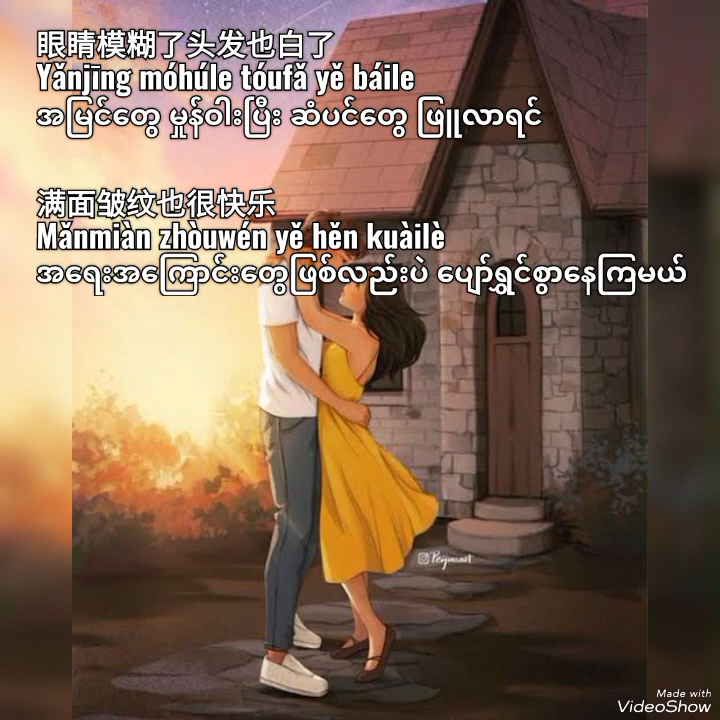 眼睛模糊了头发也白了
Yǎnjīng móhúle tóufǎ yě báile
အမြင်တွေ မှုန်ဝါးပြီး ဆံပင်တွေ ဖြူလာရင်
满面皱纹也很快乐
Mǎnmiàn zhòuwén yě hěn kuàilè
အရေးအကြောင်းတွေဖြစ်လည်းပဲ ပျော်ရွှင်စွာနေကြမယ်
Made with
VideoShow